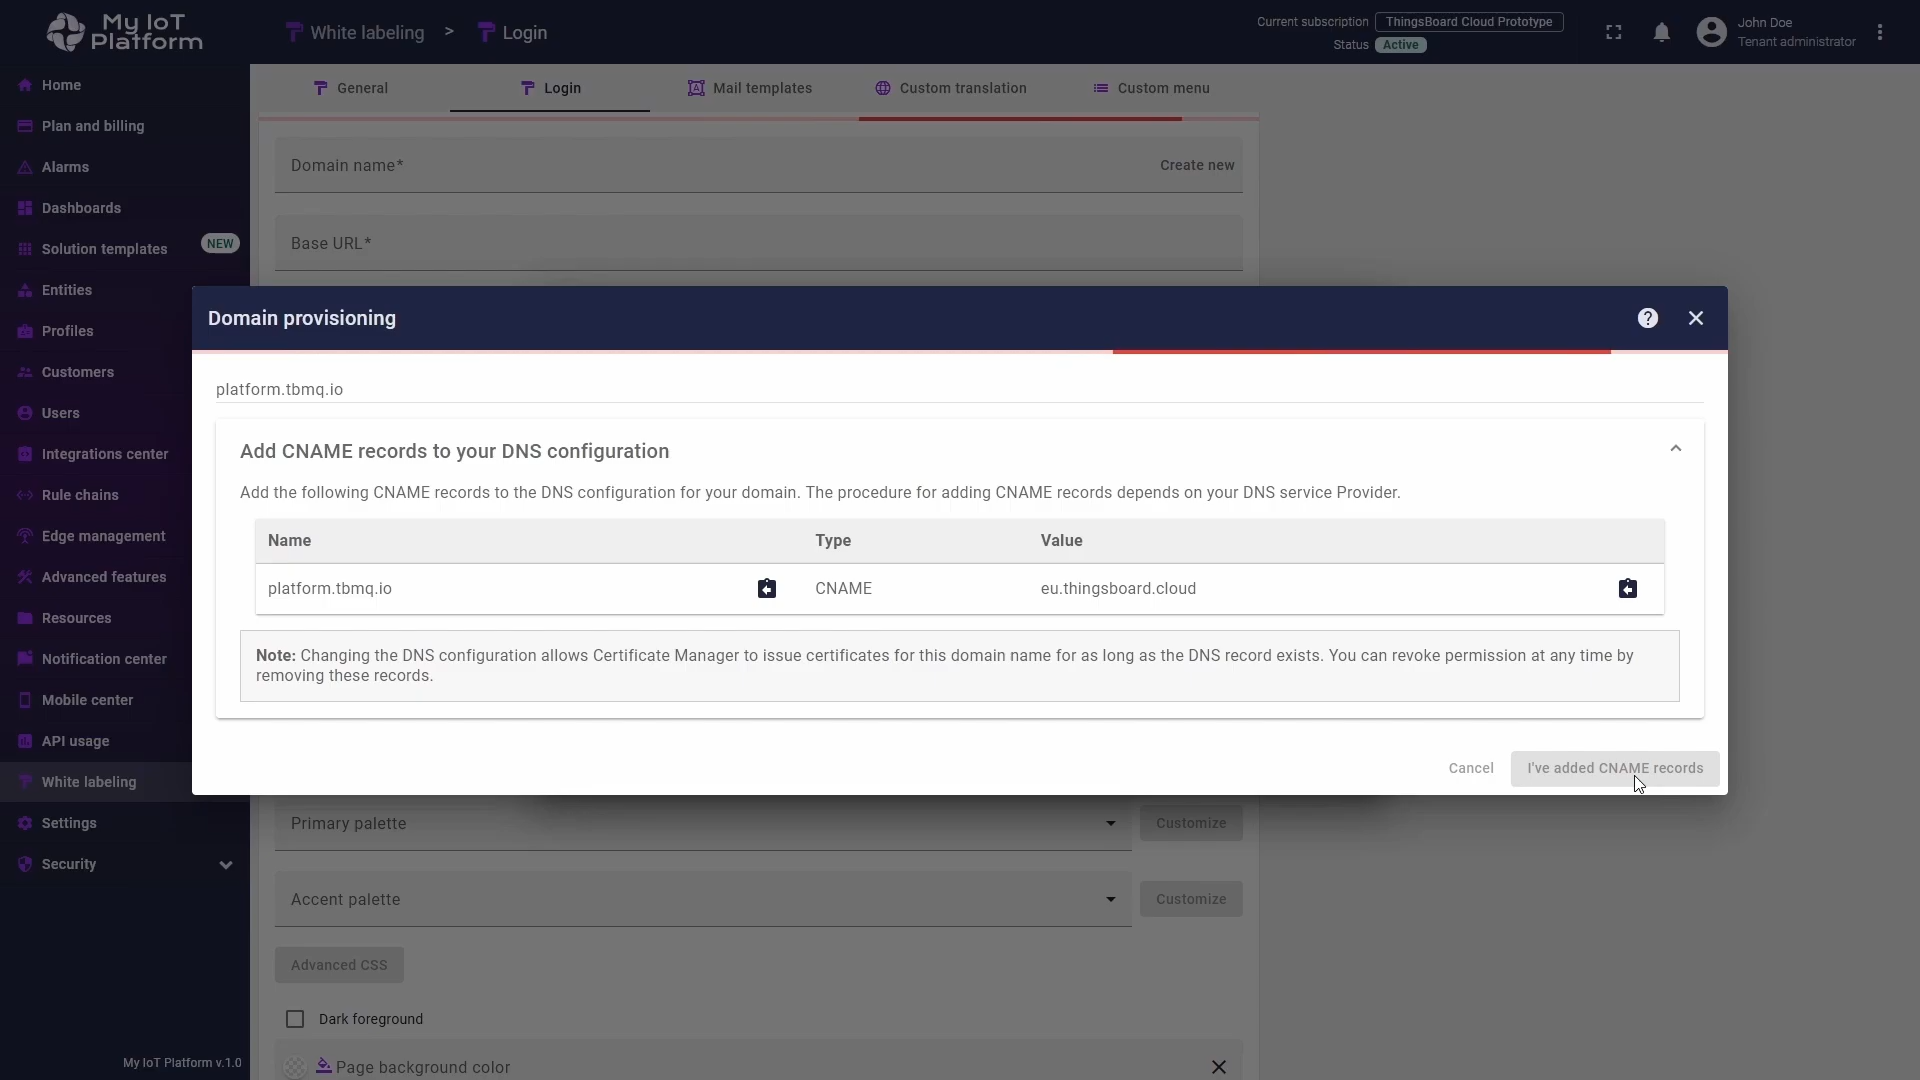 My IoT
Platform
White labeling > Login
Current subscription ThingsBoard Cloud Prototype
Status Active
John Doe
Tenant administrator
Home
Plan and billing
Alarms
Dashboards
Solution templates NEW
Entities
Profiles
Customers
Users
Integrations center
Rule chains
Edge management
Advanced features
Resources
Notification center
Mobile center
API usage
White labeling
Settings
Security
My IoT Platform v.1.0
General Login Mail templates Custom translation Custom menu
Domain name* Create new
Base URL*
Domain provisioning
platform.tbmq.io
Add CNAME records to your DNS configuration
Add the following CNAME records to the DNS configuration for your domain. The procedure for adding CNAME records depends on your DNS service Provider.
Name Type Value
platform.tbmq.io CNAME eu.thingsboard.cloud
Note: Changing the DNS configuration allows Certificate Manager to issue certificates for this domain name for as long as the DNS record exists. You can revoke permission at any time by
removing these records.
Cancel I've added CNAME records
Primary palette Customize
Accent palette Customize
Advanced CSS
Dark foreground
Page background color